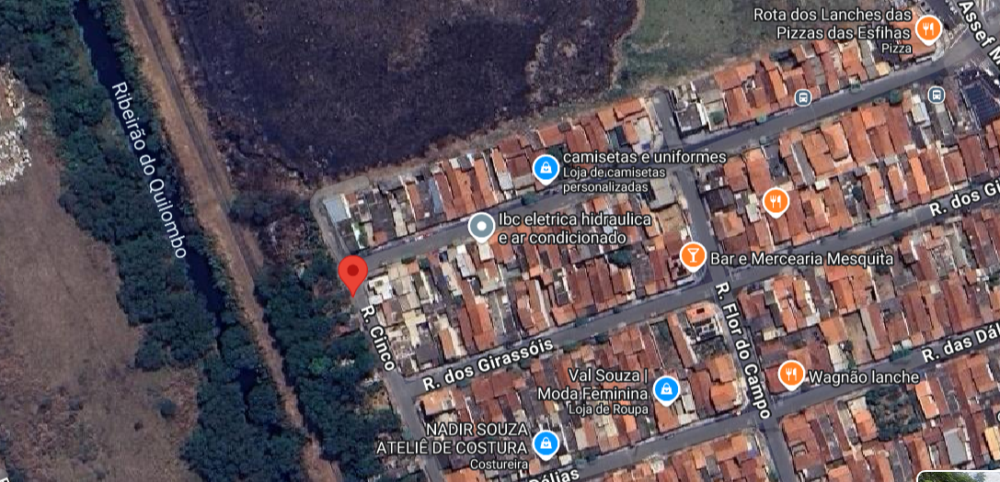 Rota dos Lanches das
Pizzas das Esfihas
Pizza
Assef M
Ribeirão do Quilombo
camisetas e uniformes
Loja de camisetas
personalizadas
R. dos Gi
lbc eletrica hidraulica
e ar condicionado
Bar e Mercearia Mesquita
R. Cinco
R. Flor do Campo
R. dos Girassóis
R. das Dá
Val Souza |
Moda Feminina
Loja de Roupa
Wagnão lanche
NADIR SOUZA
ATELIÊ DE COSTURA
Costureira
Dálias